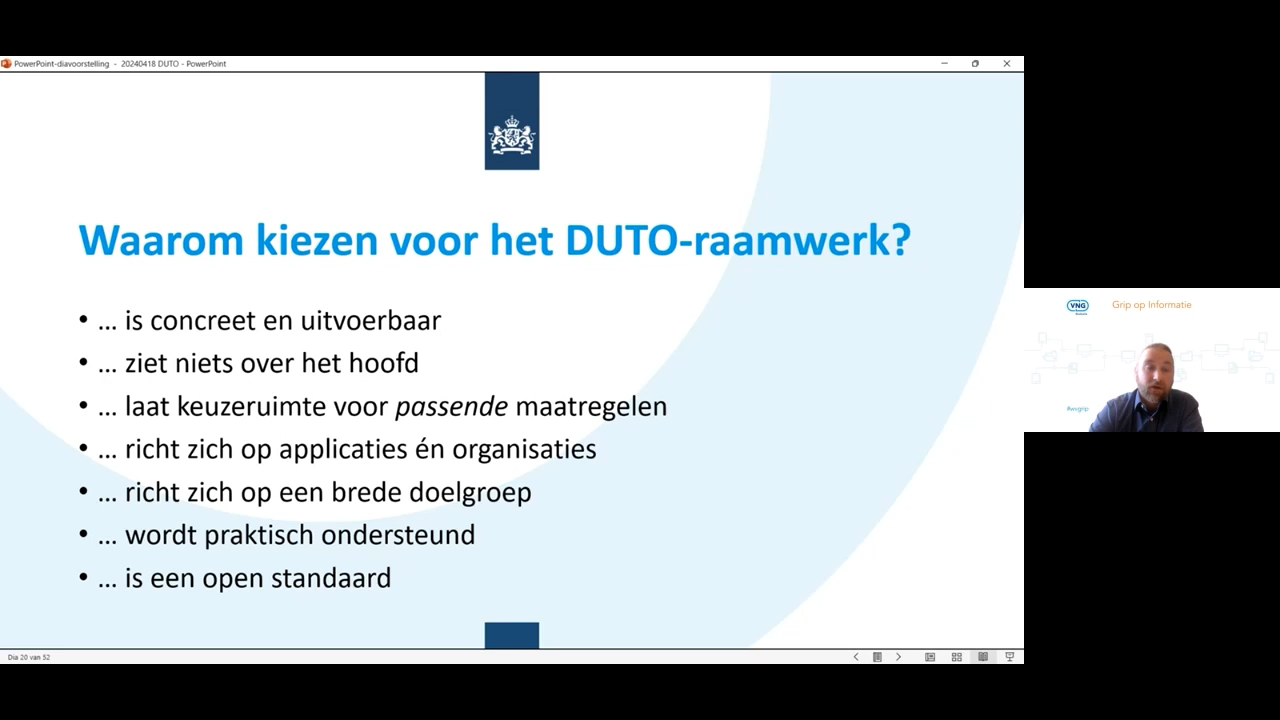 PowerPoint-diavoorstelling - 20240418 DUTO - PowerPoint
Waarom kiezen voor het DUTO-raamwerk?
• ... is concreet en uitvoerbaar
• ... ziet niets over het hoofd
• ... laat keuzeruimte voor passende maatregelen
• ... richt zich op applicaties én organisaties
• ... richt zich op een brede doelgroep
• ... wordt praktisch ondersteund
• ... is een open standaard
Dia 20 van 52
VNG
Grip op Informatie